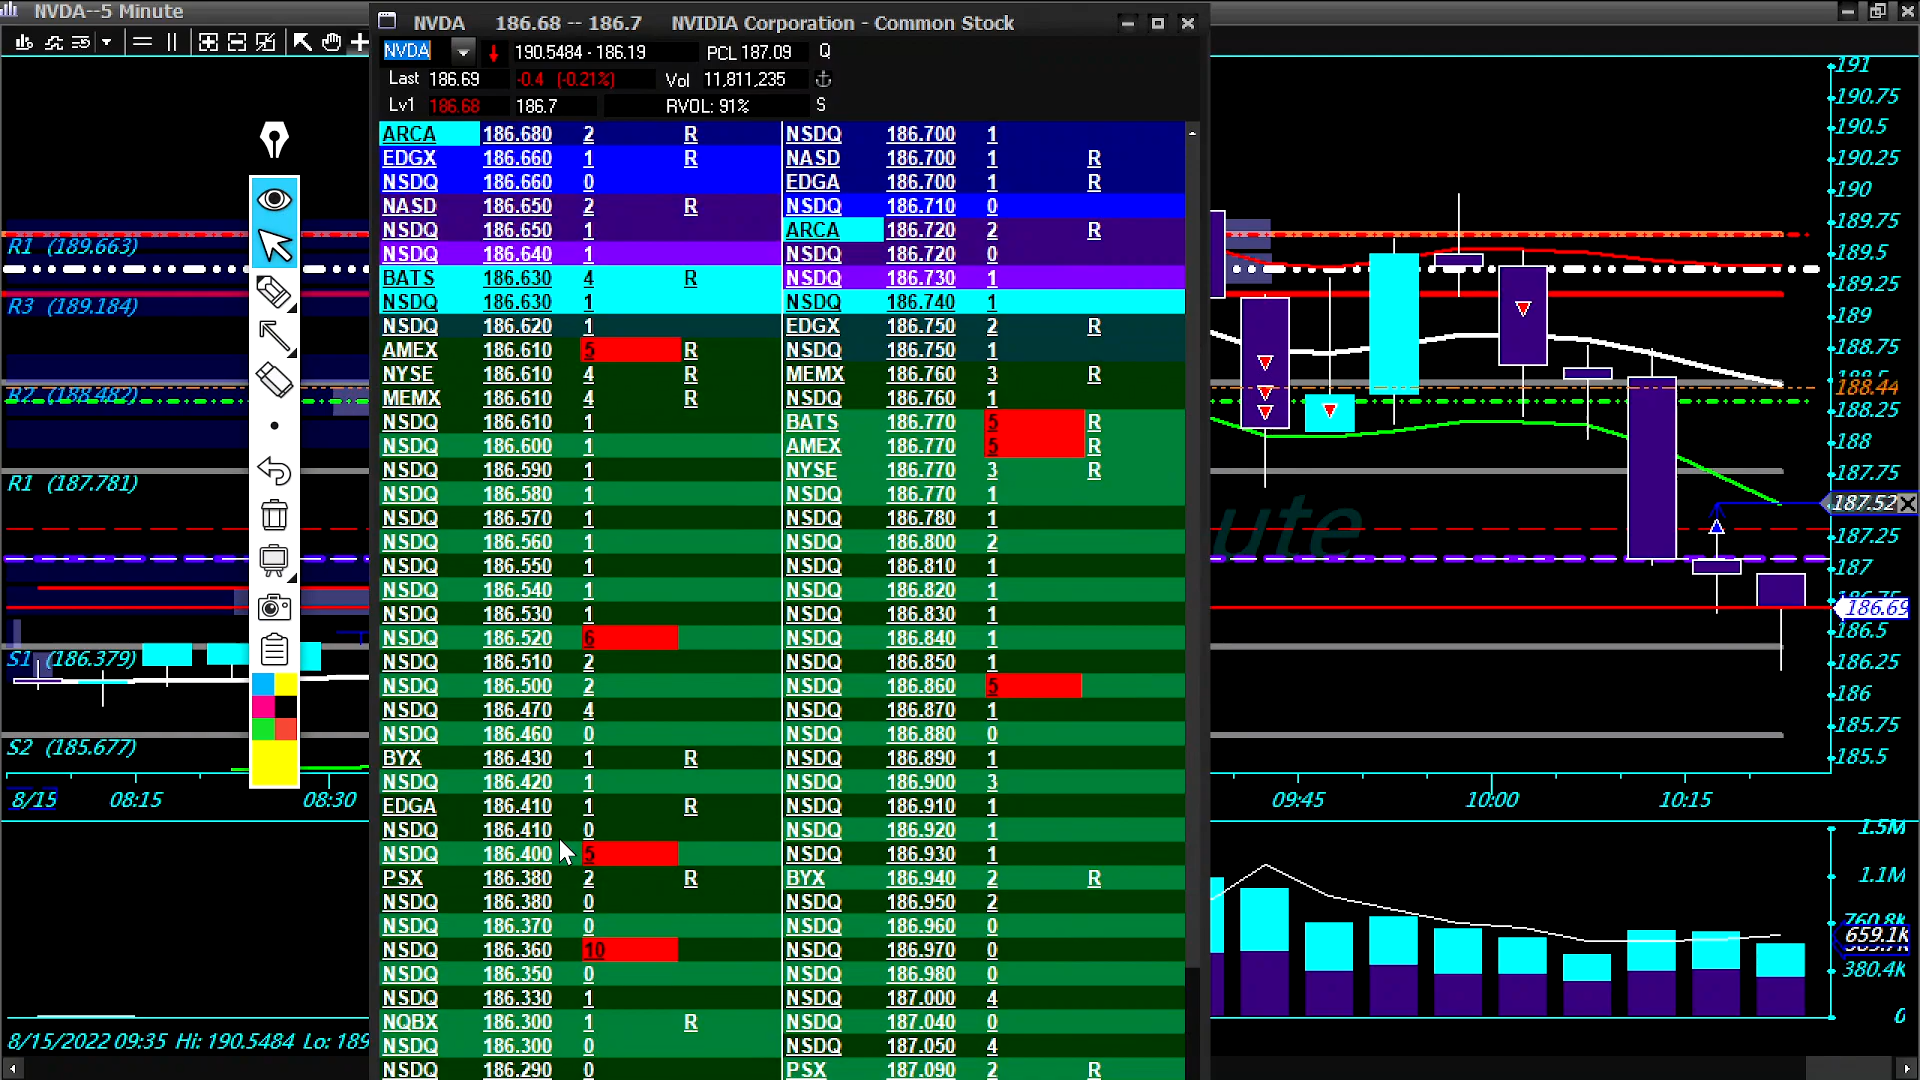 NVDA--5 Minute
NVDA 186.68 -- 186.7 NVIDIA Corporation - Common Stock
NVDA 190.5484 - 186.19 PCL 187.09 Q
Last 186.69 -0.4 (-0.21%) Vol 11,811,235
Lv1 186.68 186.7 RVOL: 91% S
ARCA 186.680 2 R NSDQ 186.700 1
EDGX 186.660 1 R NASD 186.700 1 R
NSDQ 186.660 0 EDGA 186.700 1 R
NASD 186.650 2 R NSDQ 186.710 0
NSDQ 186.650 1 ARCA 186.720 2 R
NSDQ 186.640 1 NSDQ 186.720 0
BATS 186.630 4 R NSDQ 186.730 1
NSDQ 186.630 1 NSDQ 186.740 1
NSDQ 186.620 1 EDGX 186.750 2 R
AMEX 186.610 5 R NSDQ 186.750 1
NYSE 186.610 4 R MEMX 186.760 3 R
MEMX 186.610 4 R NSDQ 186.760 1
NSDQ 186.610 1 BATS 186.770 5 R
NSDQ 186.600 1 AMEX 186.770 5 R
NSDQ 186.590 1 NYSE 186.770 3 R
NSDQ 186.580 1 NSDQ 186.770 1
NSDQ 186.570 1 NSDQ 186.780 1
NSDQ 186.560 1 NSDQ 186.800 2
NSDQ 186.550 1 NSDQ 186.810 1
NSDQ 186.540 1 NSDQ 186.820 1
NSDQ 186.530 1 NSDQ 186.830 1
NSDQ 186.520 6 NSDQ 186.840 1
NSDQ 186.510 2 NSDQ 186.850 1
NSDQ 186.500 2 NSDQ 186.860 5
NSDQ 186.470 4 NSDQ 186.870 1
NSDQ 186.460 0 NSDQ 186.880 0
BYX 186.430 1 R NSDQ 186.890 1
NSDQ 186.420 1 NSDQ 186.900 3
EDGA 186.410 1 R NSDQ 186.910 1
NSDQ 186.410 0 NSDQ 186.920 1
NSDQ 186.400 5 NSDQ 186.930 1
PSX 186.380 2 R BYX 186.940 2 R
NSDQ 186.380 0 NSDQ 186.950 2
NSDQ 186.370 0 NSDQ 186.960 0
NSDQ 186.360 10 NSDQ 186.970 0
NSDQ 186.350 0 NSDQ 186.980 0
NSDQ 186.330 1 NSDQ 187.000 4
NQBX 186.300 1 R NSDQ 187.040 0
NSDQ 186.300 0 NSDQ 187.050 4
NSDQ 186.290 0 PSX 187.090 2 R
R1 (189.663)
R3 (189.184)
R2 (188.482)
R1 (187.781)
S1 (186.379)
S2 (185.677)
8/15 08:15 08:30
8/15/2022 09:35 Hi: 190.5484 Lo: 189
ute
191
190.75
190.5
190.25
190
189.75
189.5
189.25
189
188.75
188.44
188.25
188
187.75
187.52
187.25
187
186.69
186.5
186.25
186
185.75
185.5
09:45 10:00 10:15
1.5M
1.1M
760.8k
659.1K
380.4K
0